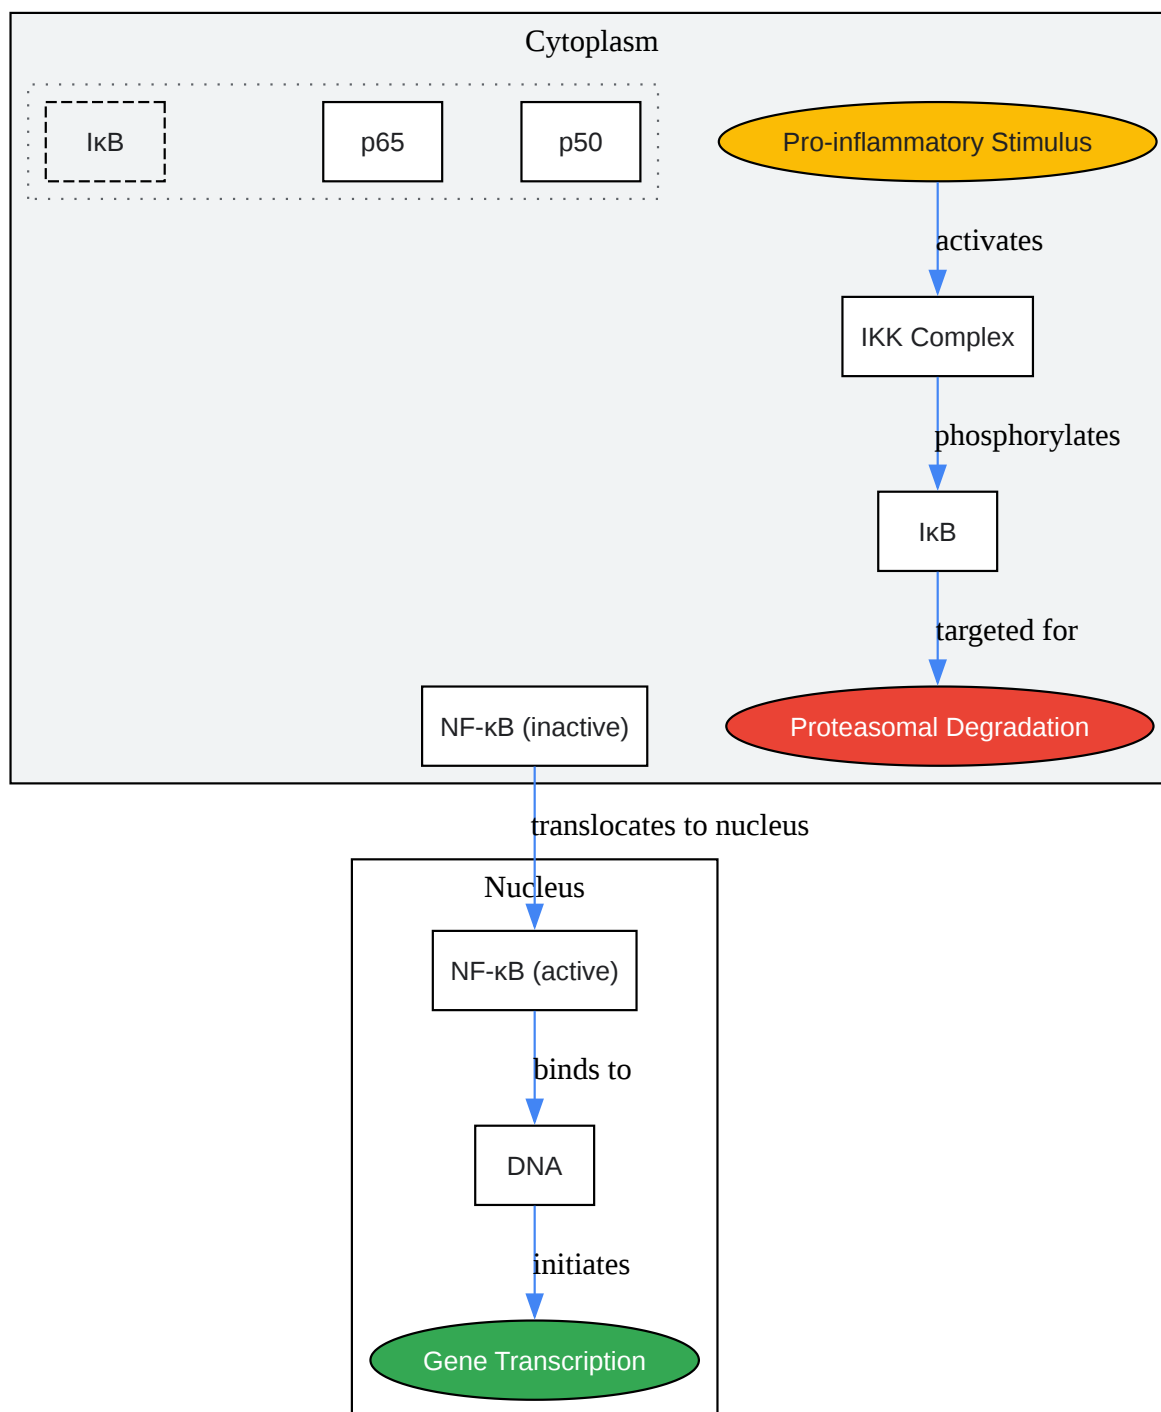 Cytoplasm
IκB
p65
p50
Pro-inflammatory Stimulus
activates
IKK Complex
phosphorylates
IκB
targeted for
NF-κB (inactive)
Proteasomal Degradation
translocates to nucleus
Nucleus
NF-κB (active)
binds to
DNA
initiates
Gene Transcription